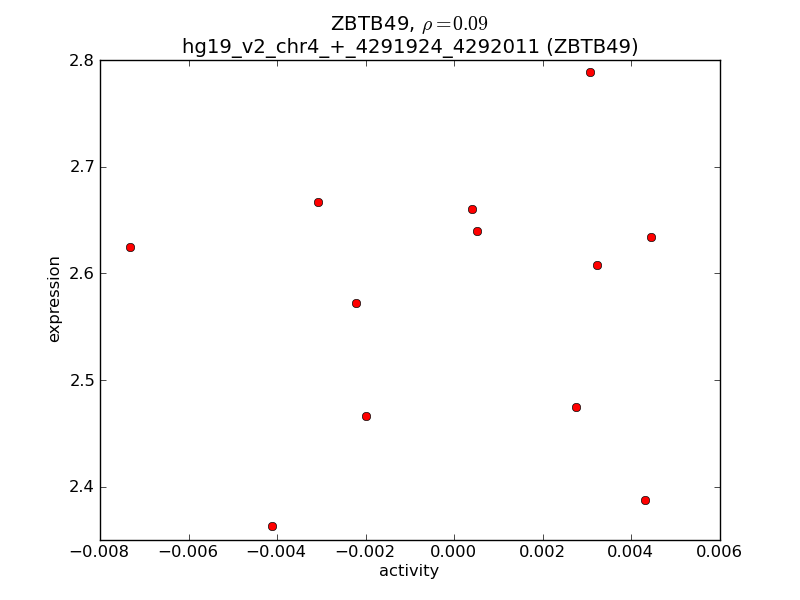 ZBTB49, ρ=0.09
hg19_v2_chr4_+_4291924_4292011 (ZBTB49)
2.8
2.7
2.6
2.5
2.4
expression
−0.008 −0.006 −0.004 −0.002 0.000 0.002 0.004 0.006
activity